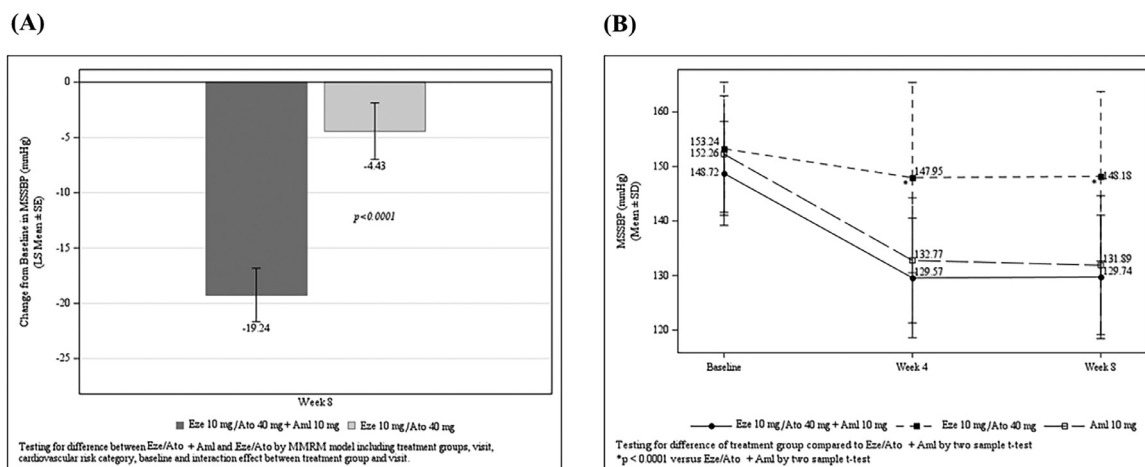 (A)
Change from Baseline in MSSBP (mmHg)
(LS Mean ± SE)
0
-5
-10
-15
-20
-25
-4.43
p<0.0001
-19.24
Week 8
Eze 10 mg/Ato 40 mg + Aml 10 mg Eze 10 mg/Ato 40 mg
Testing for difference between Eze/Ato + Aml and Eze/Ato by MMRM model including treatment groups, visit,
cardiovascular risk category, baseline and interaction effect between treatment group and visit.
(B)
MSSBP (mmHg)
(Mean ± SD)
160
150
140
130
120
153.24
152.26
148.72
147.95
*
132.77
129.57
148.18
*
131.89
129.74
Baseline Week 4 Week 8
Eze 10 mg/Ato 40 mg + Aml 10 mg Eze 10 mg/Ato 40 mg Aml 10 mg
Testing for difference of treatment group compared to Eze/Ato + Aml by two sample t-test
*p < 0.0001 versus Eze/Ato + Aml by two sample t-test